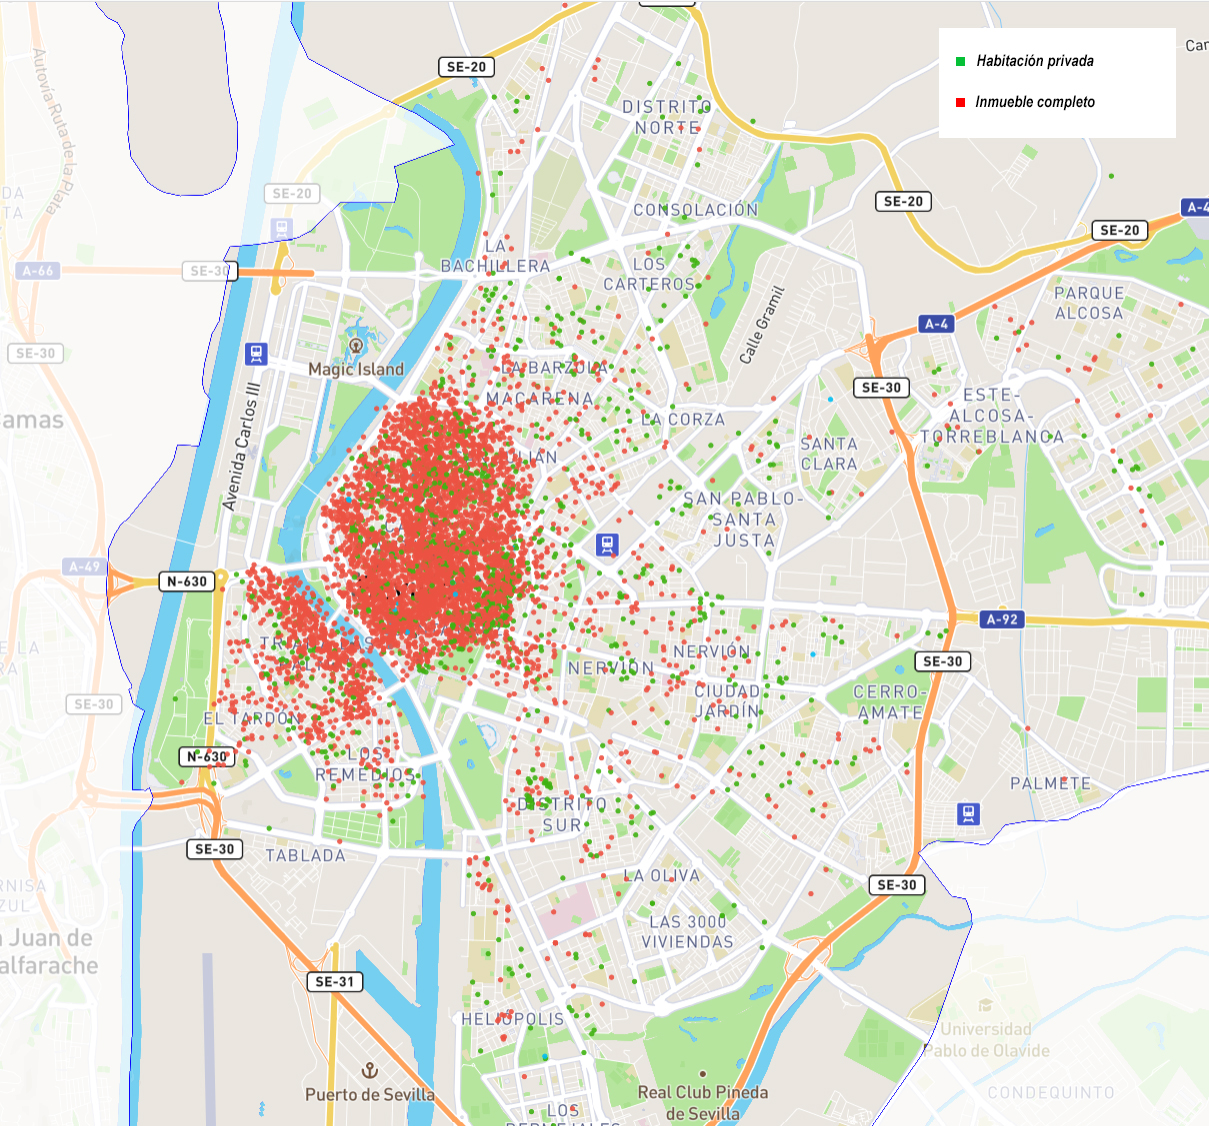 Habitación privada
Inmueble completo
SE-20
DISTRITO
NORTE
Autovía Ruta de la Plata
SE-20
SE-20
CONSOLACIÓN
A-4
SE-20
LA
BACHILLERA
A-66
SE-30
LOS
CARTEROS
PARQUE
ALCOSA
Calle Gramil
A-4
SE-30
Magic Island
LA BARZOLA
MACARENA
SE-30
Avenida Carlos III
LA CORZA
ESTE-
ALCOSA-
TORREBLANCA
SANTA
CLARA
SAN PABLO-
SANTA
JUSTA
A-49
N-630
A-92
NERVIÓN
NERVIÓN
SE-30
CIUDAD
JARDÍN
CERRO-
AMATE
SE-30
EL TARDÓN
N-630
LOS
REMEDIOS
PALMETE
DISTRITO
SUR
SE-30
TABLADA
LA OLIVA
SE-30
LAS 3000
VIVIENDAS
Juan de
SE-31
HELIÓPOLIS
Universidad
Pablo de Olavide
Puerto de Sevilla
Real Club Pineda
de Sevilla
CONDEQUINTO
LOS